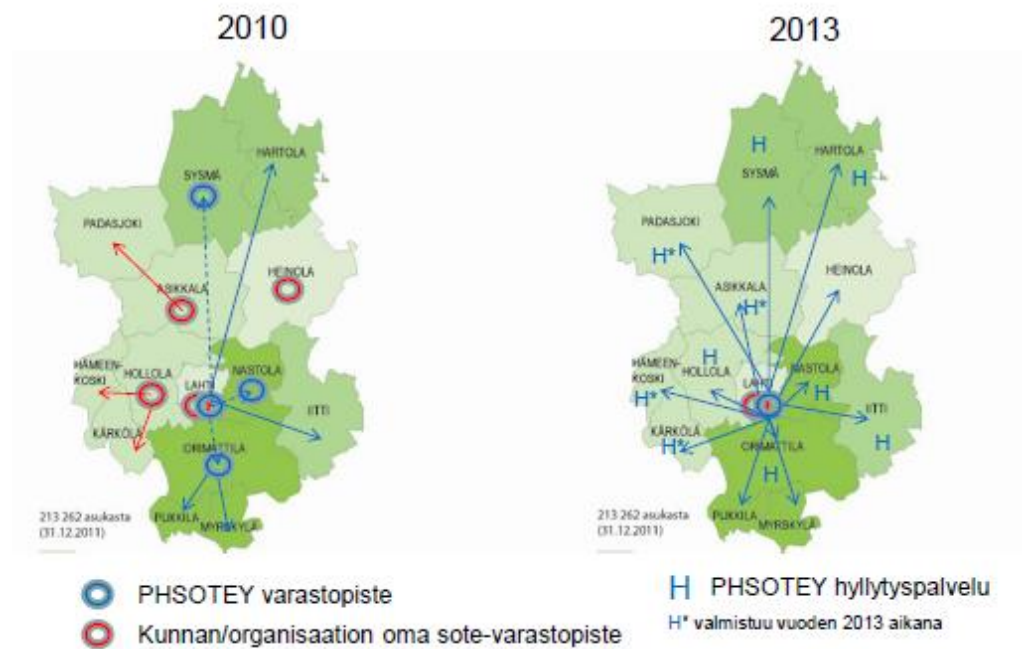 2010
2013
HARTOLA
SYSMÄ
PADASJOKI
HEINOLA
ASIKKALA
HÄMEEN-
KOSKI
HOLLOLA
LAHTI
NASTOLA
IITTI
KÄRKÖLÄ
ORIMATTILA
PUKKILA
MYRSKYLÄ
213 262 asukasta
(31.12.2011)
H
HARTOLA
SYSMÄ
H
PADASJOKI
H*
HEINOLA
ASIKKALA
H*
HÄMEEN-
KOSKI
H
HOLLOLA
LAHTI
NASTOLA
H
H*
IITTI
KÄRKÖLÄ
H*
ORIMATTILA
H
H
PUKKILA
MYRSKYLÄ
213 262 asukasta
(31.12.2011)
PHSOTEY varastopiste
Kunnan/organisaation oma sote-varastopiste
H PHSOTEY hyllytyspalvelu
H* valmistuu vuoden 2013 aikana